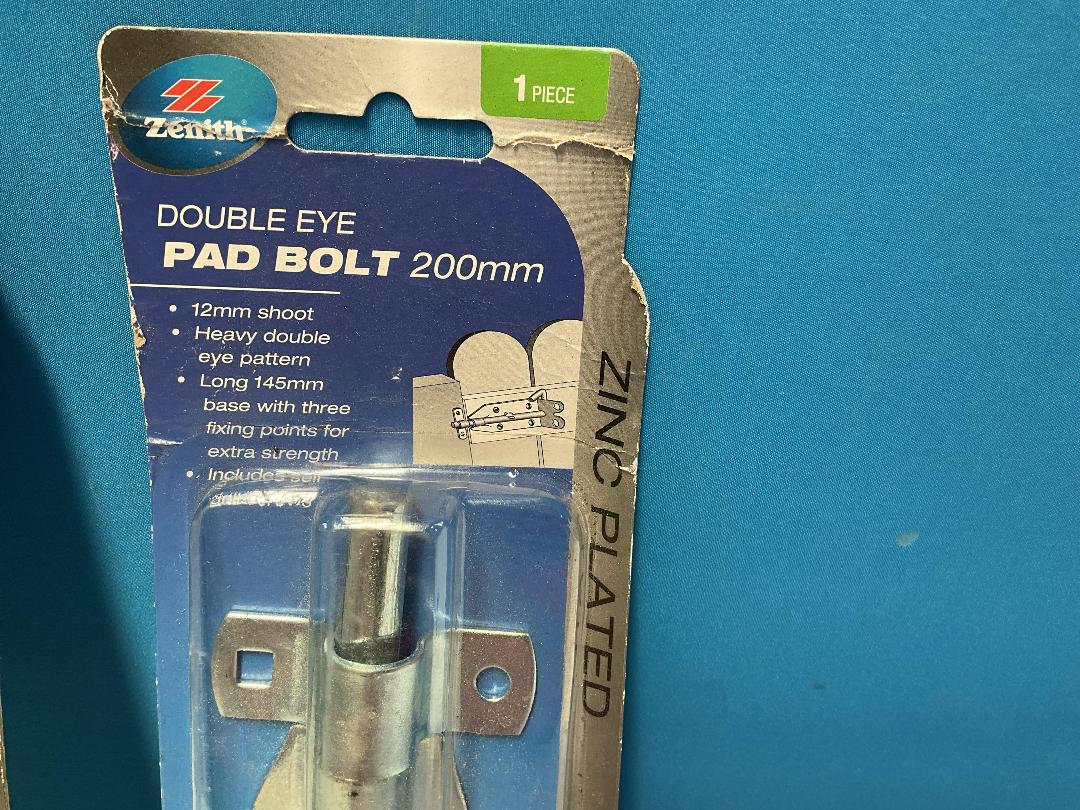 Zenith®
1 PIECE
DOUBLE EYE
PAD BOLT 200mm
• 12mm shoot
• Heavy double
eye pattern
• Long 145mm
base with three
fixing points for
extra strength
• Includes self
ZINC PLATED